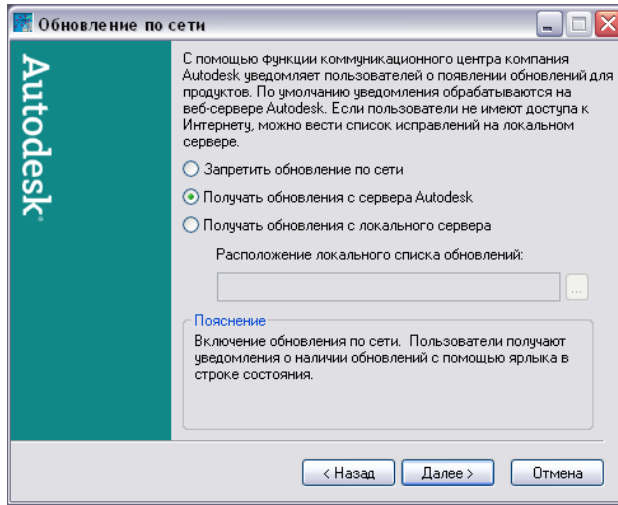 Обновление по сети
Autodesk
С помощью функции коммуникационного центра компания
Autodesk уведомляет пользователей о появлении обновлений для
продуктов. По умолчанию уведомления обрабатываются на
веб-сервере Autodesk. Если пользователи не имеют доступа к
Интернету, можно вести список исправлений на локальном
сервере.
Запретить обновление по сети
Получать обновления с сервера Autodesk
Получать обновления с локального сервера
Расположение локального списка обновлений:
...
Пояснение
Включение обновления по сети. Пользователи получают
уведомления о наличии обновлений с помощью ярлыка в
строке состояния.
< Назад Далее > Отмена